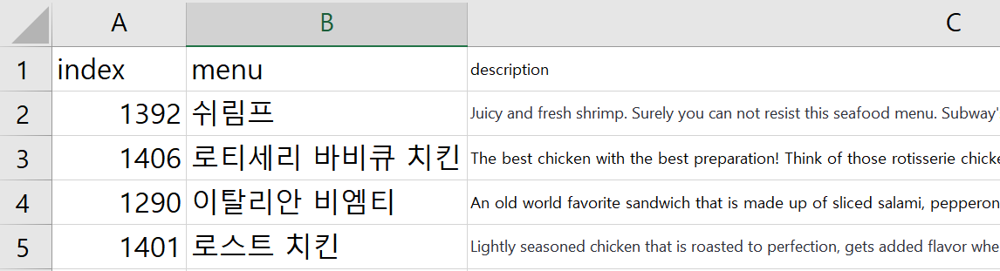 A B C
1 index menu description
2 1392 쉬림프 Juicy and fresh shrimp. Surely you can not resist this seafood menu. Subway'
3 1406 로티세리 바비큐 치킨 The best chicken with the best preparation! Think of those rotisserie chicke
4 1290 이탈리안 비엠티 An old world favorite sandwich that is made up of sliced salami, pepperon
5 1401 로스트 치킨 Lightly seasoned chicken that is roasted to perfection, gets added flavor whe